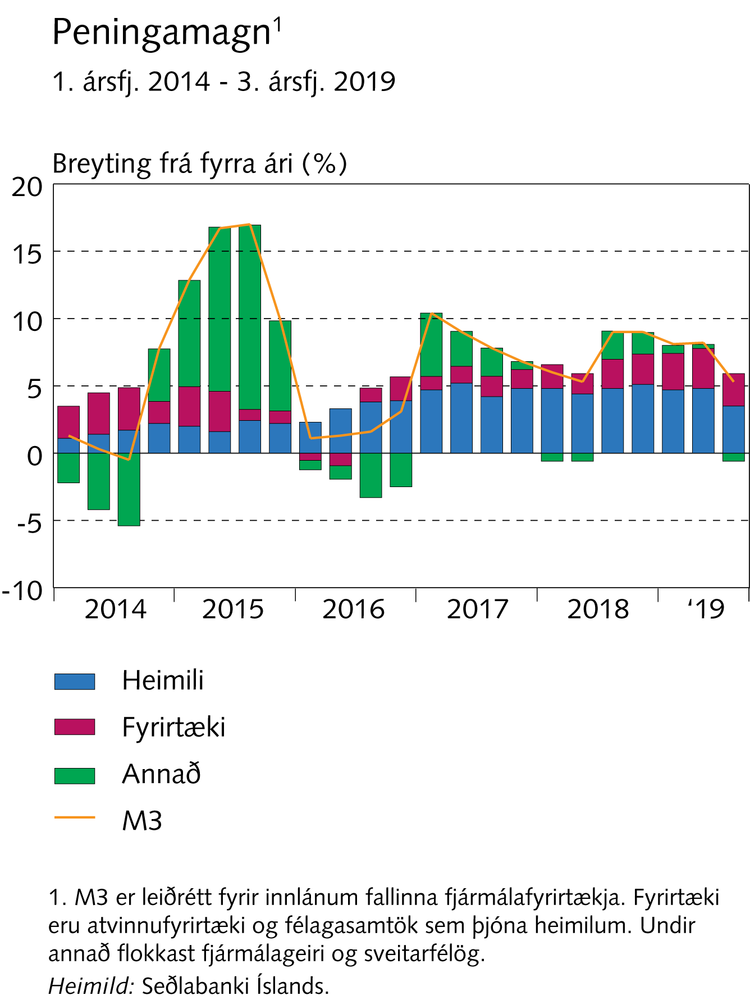 Peningamagn¹
1. ársfj. 2014 - 3. ársfj. 2019
Breyting frá fyrra ári (%)
20
15
10
5
0
-5
-10
2014 2015 2016 2017 2018 ‘19
Heimili
Fyrirtæki
Annað
M3
1. M3 er leiðrétt fyrir innlánum fallinna fjármálafyrirtækja. Fyrirtæki
eru atvinnufyrirtæki og félagasamtök sem þjóna heimilum. Undir
annað flokkast fjármálageiri og sveitarfélög.
Heimild: Seðlabanki Íslands.